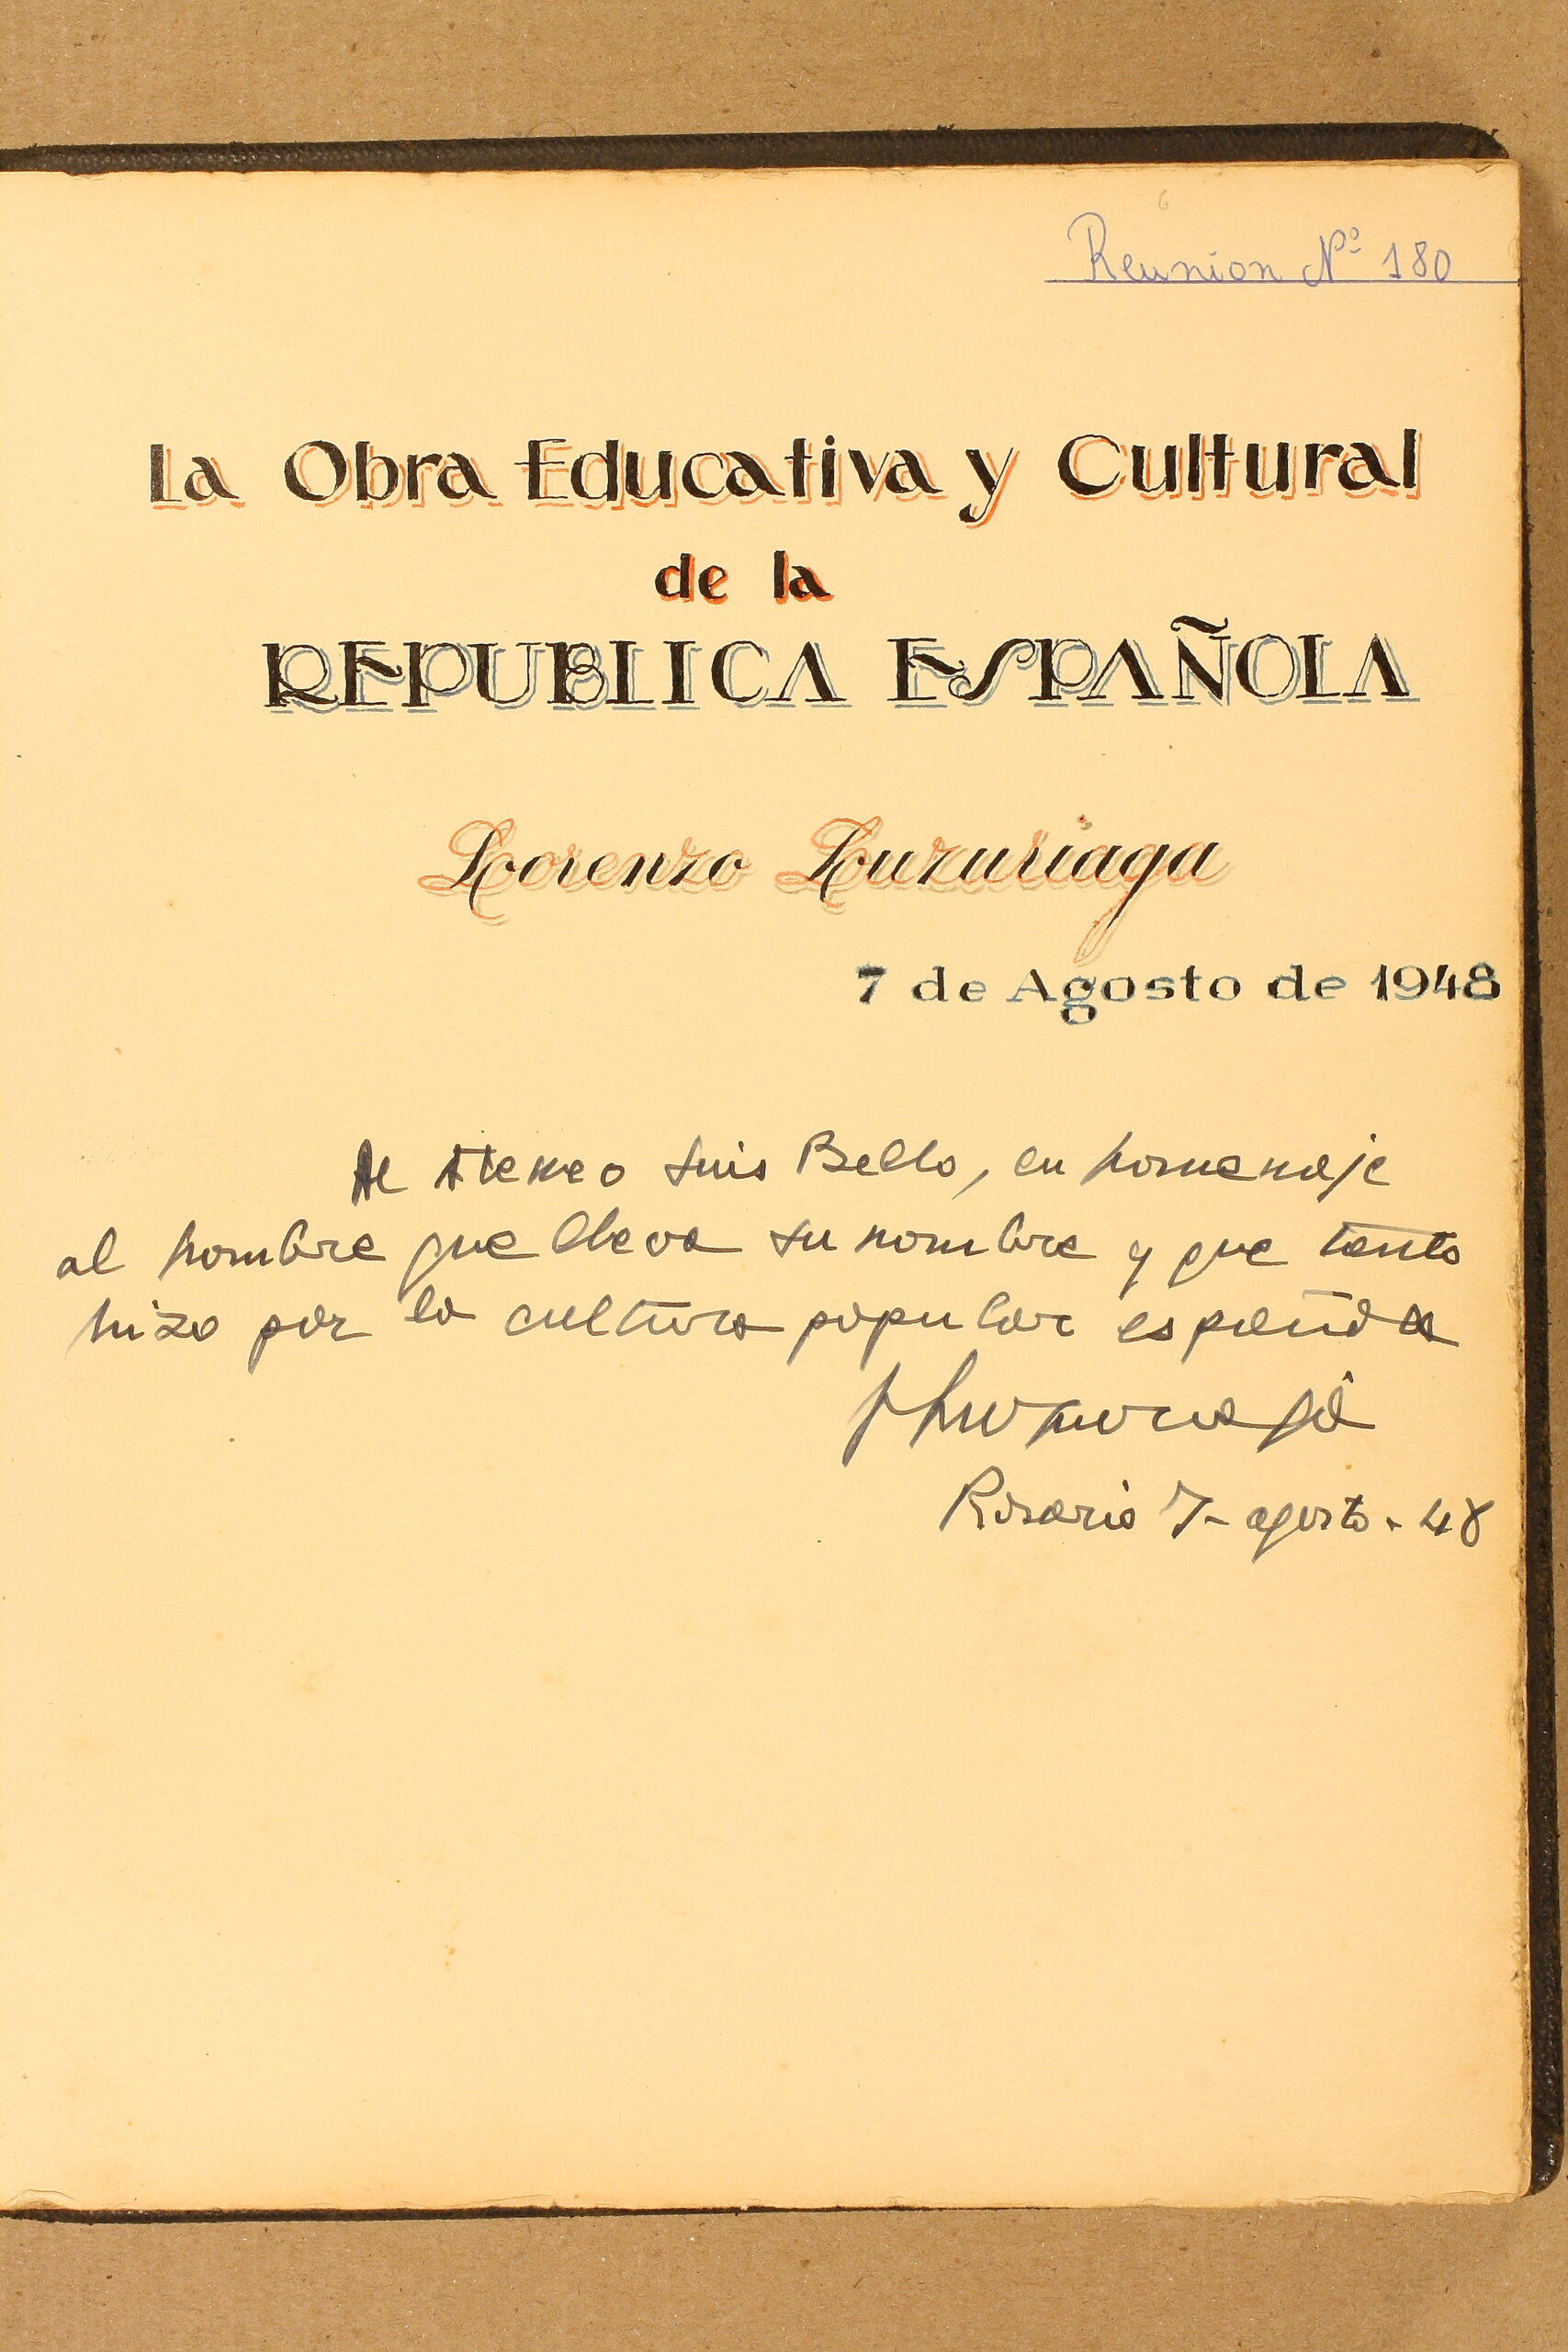 6
Reunion Nº 180
La Obra Educativa y Cultural
de la
REPUBLICA ESPAÑOLA
Lorenzo Luzuriaga
7 de Agosto de 1948
Al Ateneo Luis Bello, en homenaje
al hombre que lleva su nombre y que tanto
hizo por la cultura popular española
LLuzuriaga
Rosario 7- agosto - 48